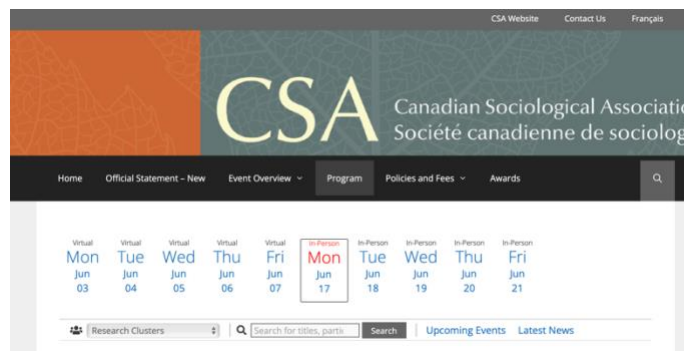 CSA Website Contact Us Français
CSA
Canadian Sociological Associati
Société canadienne de sociolog
Home Official Statement – New Event Overview Program Policies and Fees Awards
Virtual Virtual Virtual Virtual Virtual In-Person In-Person In-Person In-Person In-Person
Mon Tue Wed Thu Fri Mon Tue Wed Thu Fri
Jun Jun Jun Jun Jun Jun Jun Jun Jun Jun
03 04 05 06 07 17 18 19 20 21
Research Clusters Search for titles, partic Search Upcoming Events Latest News